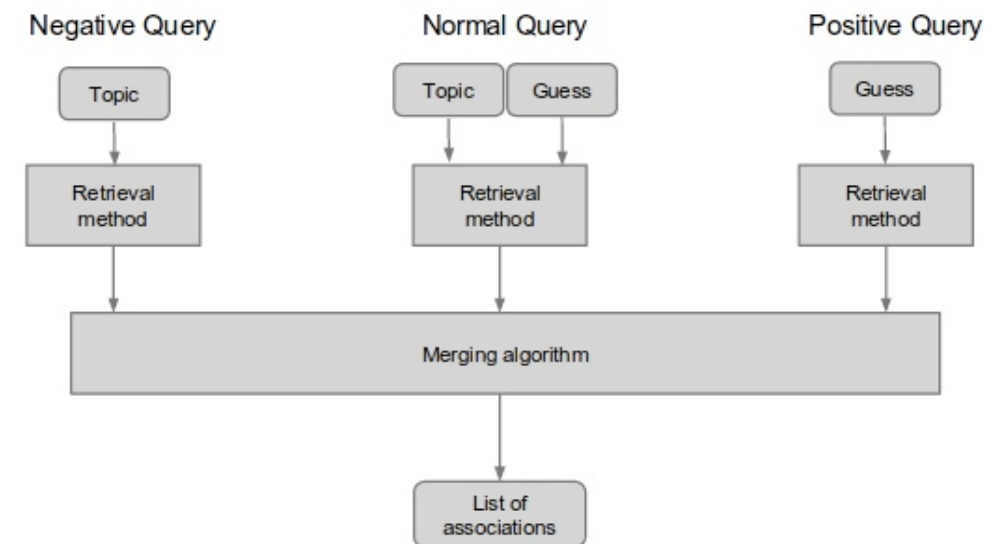 Negative Query
Normal Query
Positive Query
Topic
Topic
Guess
Guess
Retrieval
method
Retrieval
method
Retrieval
method
Merging algorithm
List of
associations